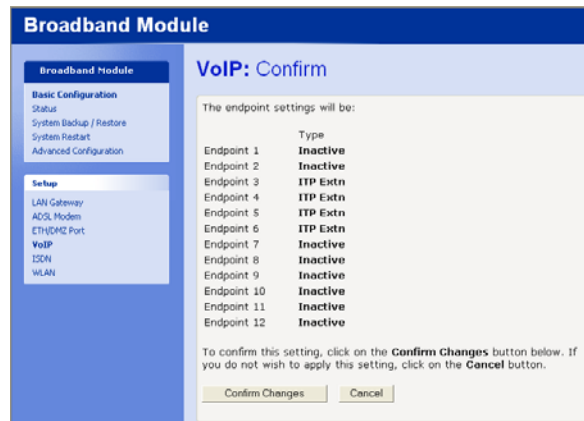 Broadband Module
Broadband Module
Basic Configuration
Status
System Backup / Restore
System Restart
Advanced Configuration
Setup
LAN Gateway
ADSL Modem
ETH/DMZ Port
VoIP
ISDN
WLAN
VoIP: Confirm
The endpoint settings will be:
Type
Endpoint 1 Inactive
Endpoint 2 Inactive
Endpoint 3 ITP Extn
Endpoint 4 ITP Extn
Endpoint 5 ITP Extn
Endpoint 6 ITP Extn
Endpoint 7 Inactive
Endpoint 8 Inactive
Endpoint 9 Inactive
Endpoint 10 Inactive
Endpoint 11 Inactive
Endpoint 12 Inactive
To confirm this setting, click on the Confirm Changes button below. If
you do not wish to apply this setting, click on the Cancel button.
Confirm Changes Cancel